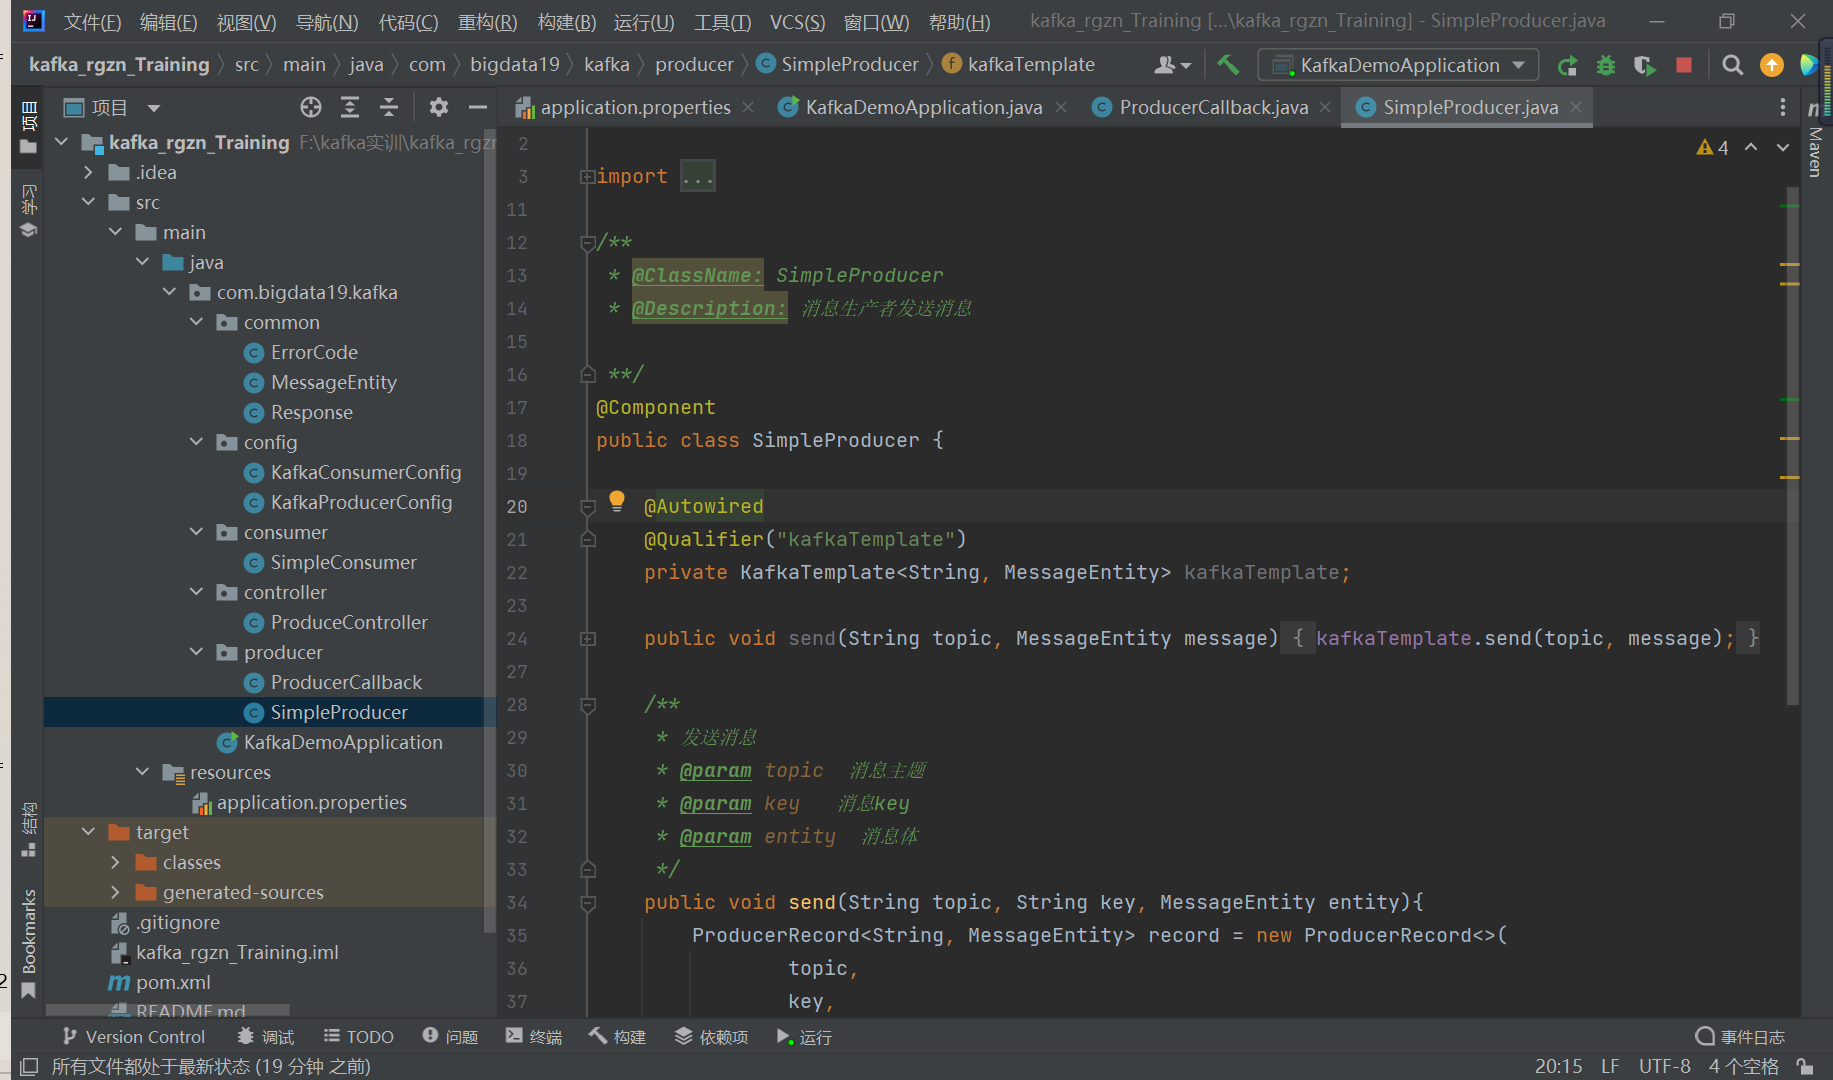 文件(F) 编辑(E) 视图(V) 导航(N) 代码(C) 重构(R) 构建(B) 运行(U) 工具(T) VCS(S) 窗口(W) 帮助(H) kafka_rgzn_Training [...\kafka_rgzn_Training] - SimpleProducer.java
kafka_rgzn_Training src main java com bigdata19 kafka producer SimpleProducer kafkaTemplate KafkaDemoApplication
项目
application.properties KafkaDemoApplication.java ProducerCallback.java SimpleProducer.java
项目
学习
结构
Bookmarks
Maven
kafka_rgzn_Training F:\kafka实训\kafka_rgzn
.idea
src
main
java
com.bigdata19.kafka
common
ErrorCode
MessageEntity
Response
config
KafkaConsumerConfig
KafkaProducerConfig
consumer
SimpleConsumer
controller
ProduceController
producer
ProducerCallback
SimpleProducer
KafkaDemoApplication
resources
application.properties
target
classes
generated-sources
.gitignore
kafka_rgzn_Training.iml
pom.xml
README.md
4
2
3 import ...
11
12 /**
13 * @ClassName: SimpleProducer
14 * @Description: 消息生产者发送消息
15
16 **/
17 @Component
18 public class SimpleProducer {
19
20 @Autowired
21 @Qualifier("kafkaTemplate")
22 private KafkaTemplate<String, MessageEntity> kafkaTemplate;
23
24 public void send(String topic, MessageEntity message) { kafkaTemplate.send(topic, message); }
27
28 /**
29 * 发送消息
30 * @param topic 消息主题
31 * @param key 消息key
32 * @param entity 消息体
33 */
34 public void send(String topic, String key, MessageEntity entity){
35 ProducerRecord<String, MessageEntity> record = new ProducerRecord<>(
36 topic,
37 key,
Version Control 调试 TODO 问题 终端 构建 依赖项 运行 事件日志
所有文件都处于最新状态 (19 分钟 之前) 20:15 LF UTF-8 4 个空格